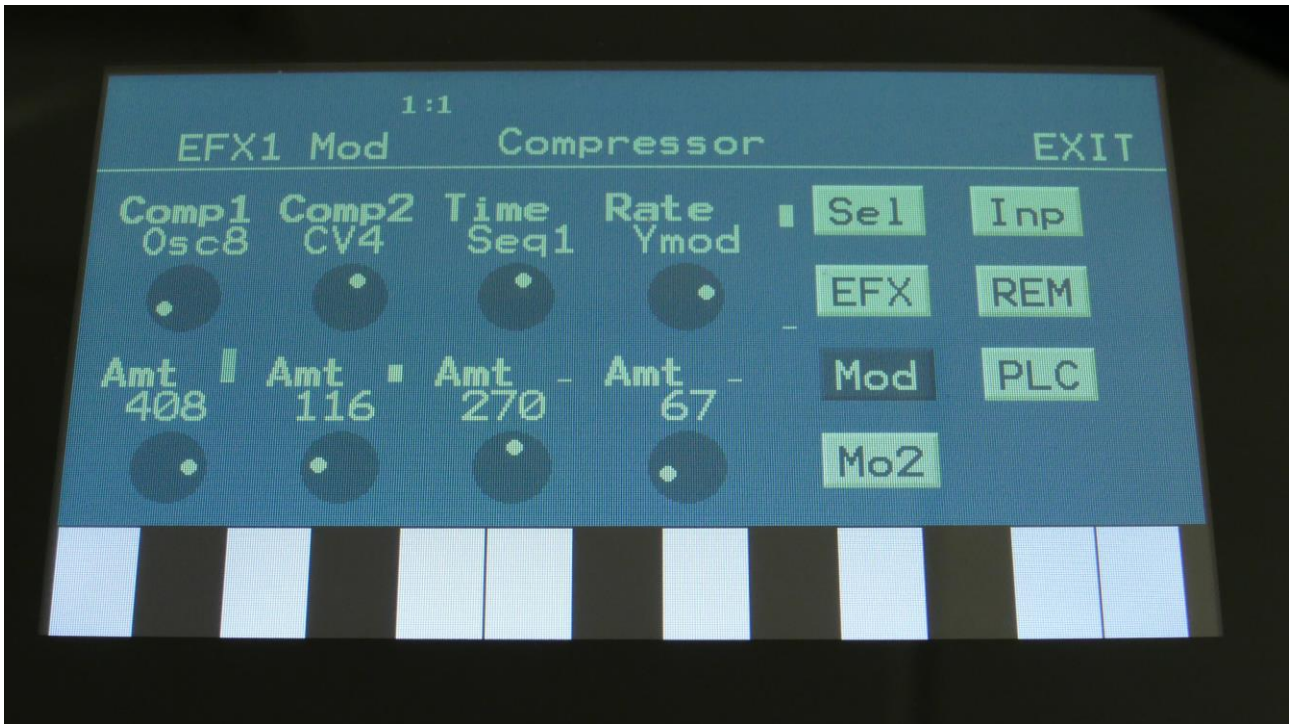 1:1
EFX1 Mod Compressor EXIT
Comp1 Comp2 Time Rate Sel Inp
Osc8 CV4 Seq1 Ymod
EFX REM
Amt Amt Amt Amt Mod PLC
408 116 270 67
Mo2